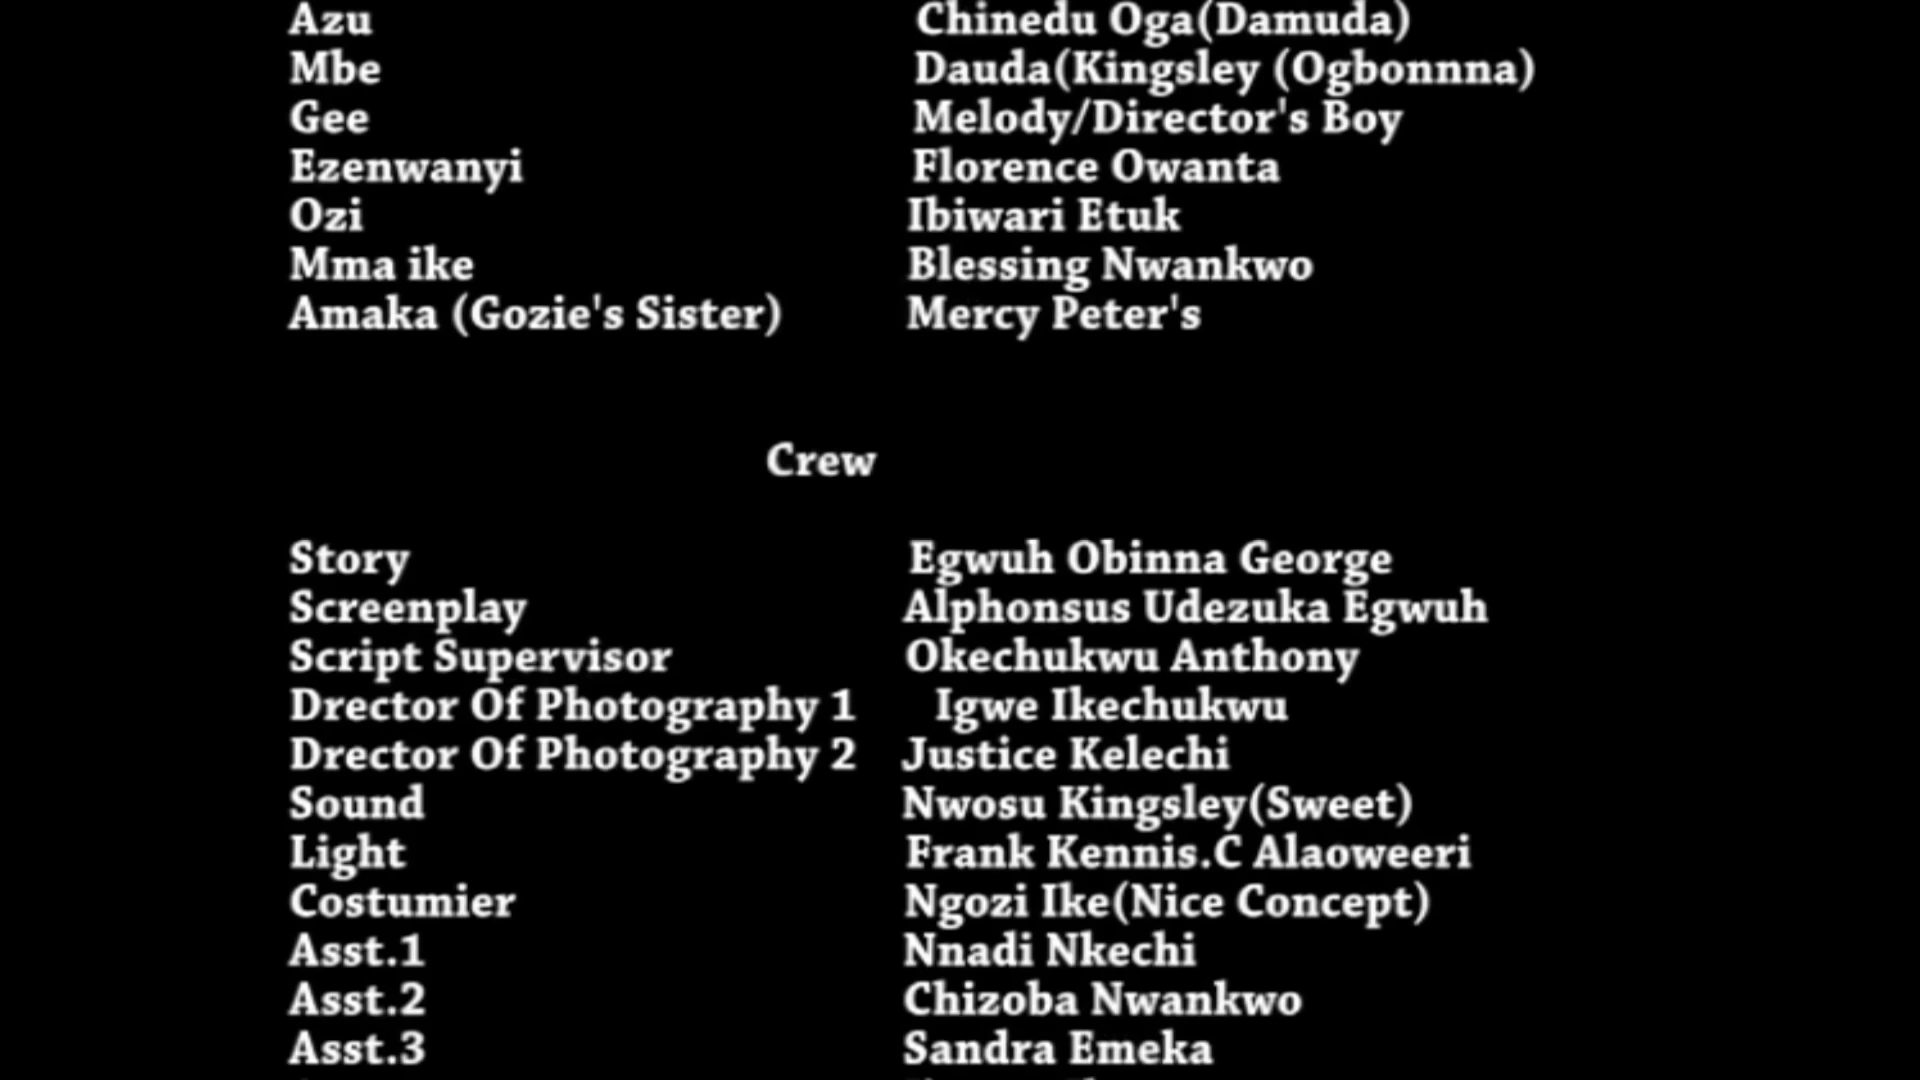 Azu Chinedu Oga(Damuda)
Mbe Dauda(Kingsley (Ogbonnna)
Gee Melody/Director's Boy
Ezenwanyi Florence Owanta
Ozi Ibiwari Etuk
Mma ike Blessing Nwankwo
Amaka (Gozie's Sister) Mercy Peter's
Crew
Story Egwuh Obinna George
Screenplay Alphonsus Udezuka Egwuh
Script Supervisor Okechukwu Anthony
Drector Of Photography 1 Igwe Ikechukwu
Drector Of Photography 2 Justice Kelechi
Sound Nwosu Kingsley(Sweet)
Light Frank Kennis.C Alaoweeri
Costumier Ngozi Ike(Nice Concept)
Asst.1 Nnadi Nkechi
Asst.2 Chizoba Nwankwo
Asst.3 Sandra Emeka